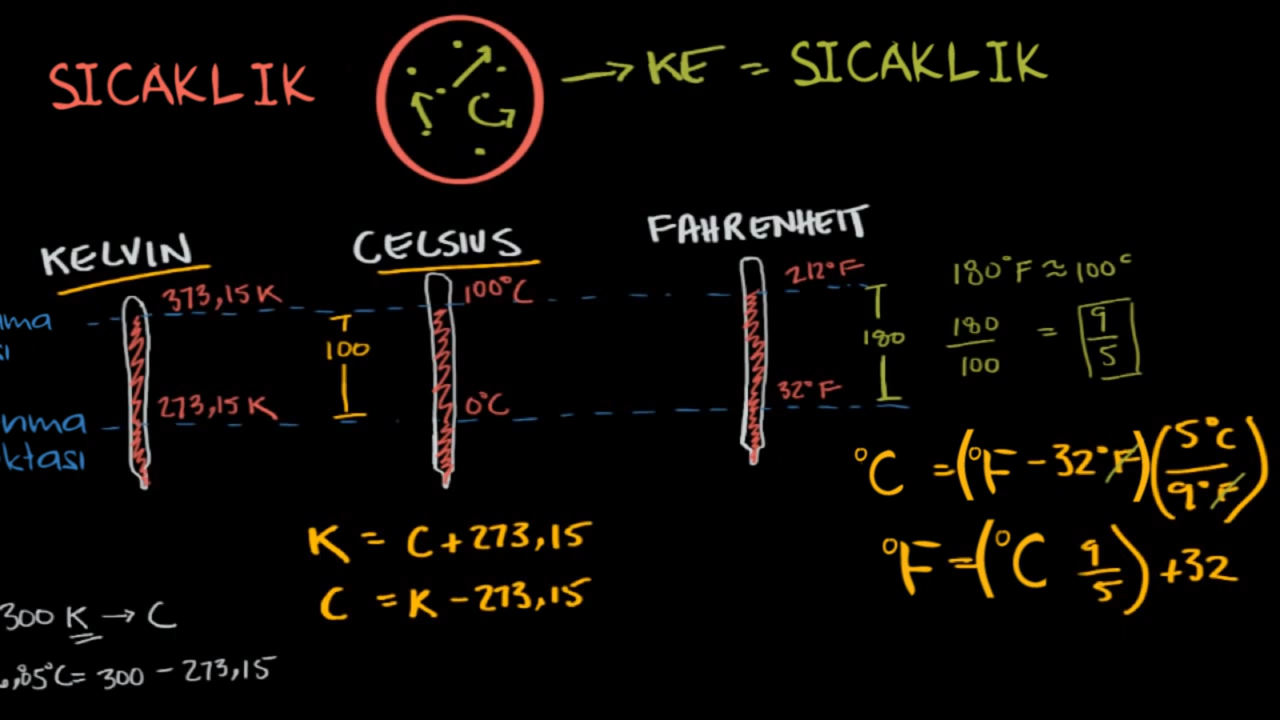 SICAKLIK → KE = SICAKLIK
KELVIN CELSIUS FAHRENHEIT
373,15 K 100°C 212°F
180°F ≈ 100°C
100 180
180/100 = 9/5
273,15 K 0°C 32°F
°C = (°F - 32°F)(5°C/9°F)
K = C + 273,15
°F = (°C 9/5) + 32
C = K - 273,15
300 K → C
,85°C = 300 - 273,15